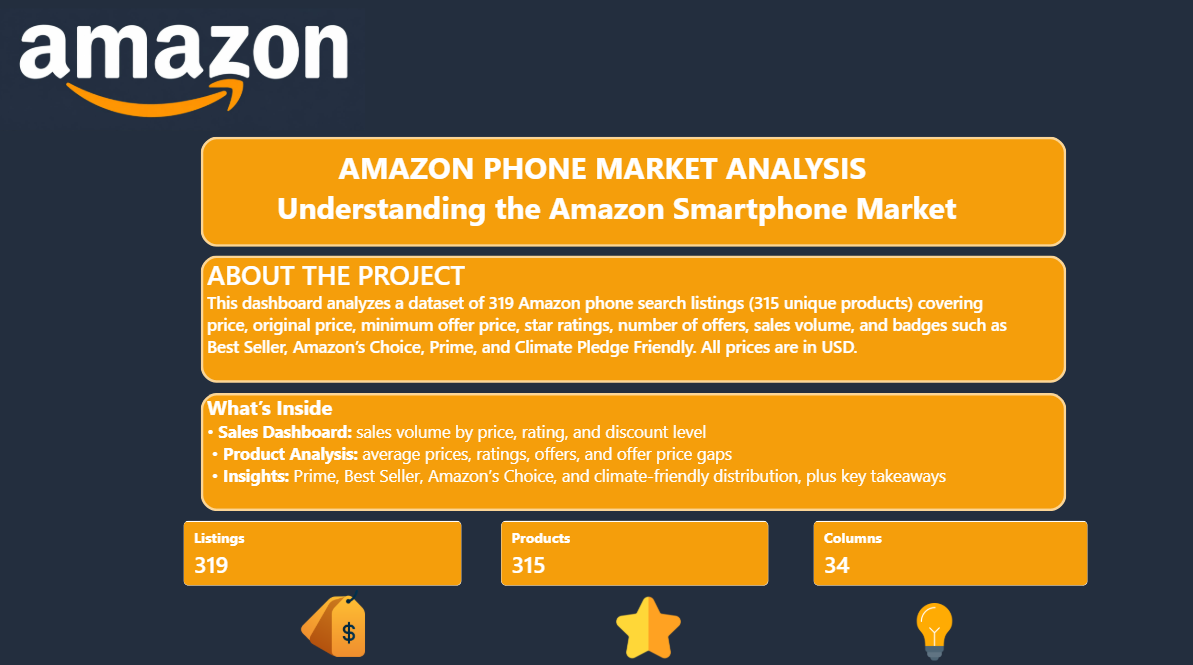 amazon
AMAZON PHONE MARKET ANALYSIS
Understanding the Amazon Smartphone Market
ABOUT THE PROJECT
This dashboard analyzes a dataset of 319 Amazon phone search listings (315 unique products) covering
price, original price, minimum offer price, star ratings, number of offers, sales volume, and badges such as
Best Seller, Amazon’s Choice, Prime, and Climate Pledge Friendly. All prices are in USD.
What’s Inside
• Sales Dashboard: sales volume by price, rating, and discount level
• Product Analysis: average prices, ratings, offers, and offer price gaps
• Insights: Prime, Best Seller, Amazon’s Choice, and climate-friendly distribution, plus key takeaways
Listings
319
Products
315
Columns
34
$